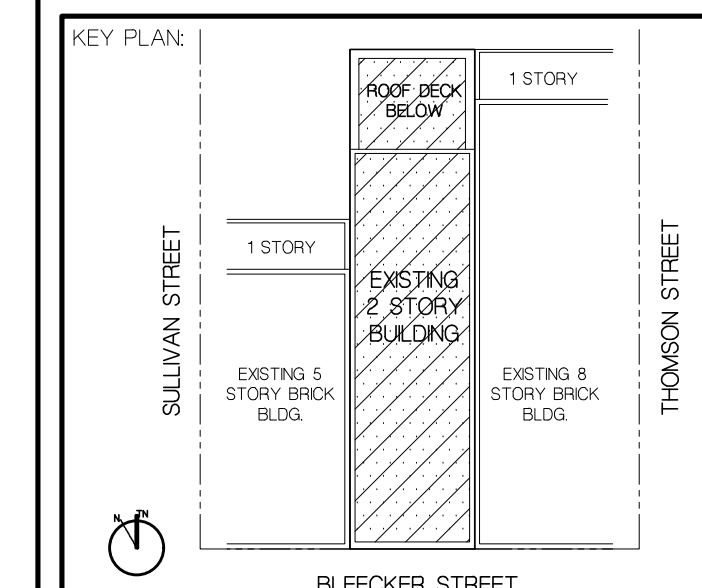 KEY PLAN:
ROOF DECK
BELOW
1 STORY
1 STORY
SULLIVAN STREET
EXISTING
2 STORY
BUILDING
THOMSON STREET
EXISTING 5
STORY BRICK
BLDG.
EXISTING 8
STORY BRICK
BLDG.
N
TN
BLEECKER STREET